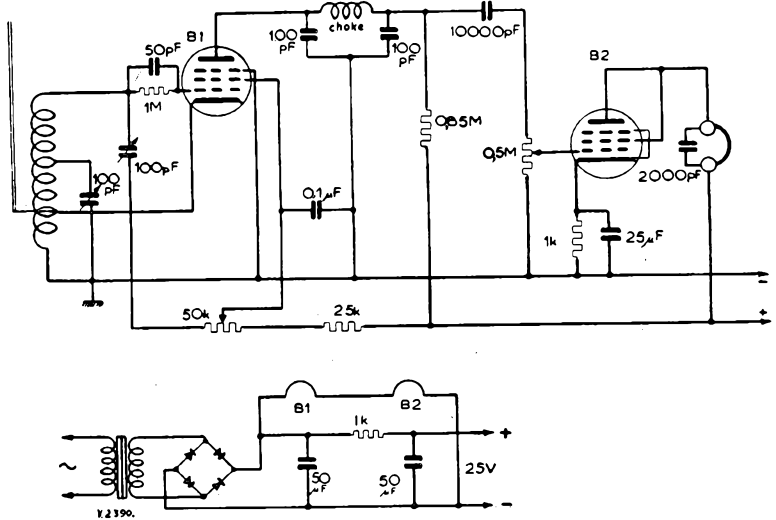 B1
50pF
1M
100
pF
choke
100
pF
10000pF
B2
0,85M
0,5M
100pF
100
pF
0.1µF
2000pF
1k
25µF
50k
25k
−
+
B1
B2
1k
+
50
µF
50
µF
25V
−
~
V.2390.